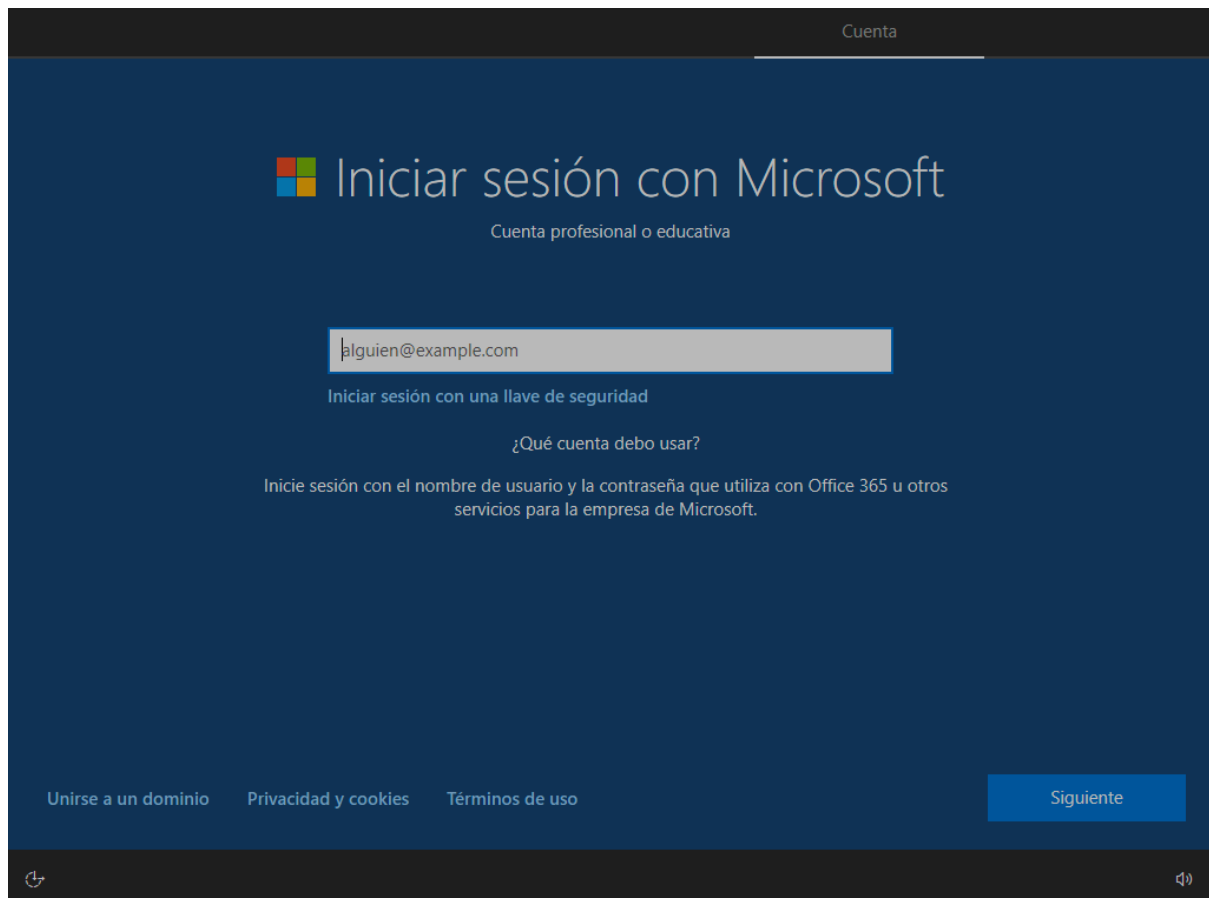 Cuenta
Iniciar sesión con Microsoft
Cuenta profesional o educativa
alguien@example.com
Iniciar sesión con una llave de seguridad
¿Qué cuenta debo usar?
Inicie sesión con el nombre de usuario y la contraseña que utiliza con Office 365 u otros
servicios para la empresa de Microsoft.
Unirse a un dominio Privacidad y cookies Términos de uso Siguiente